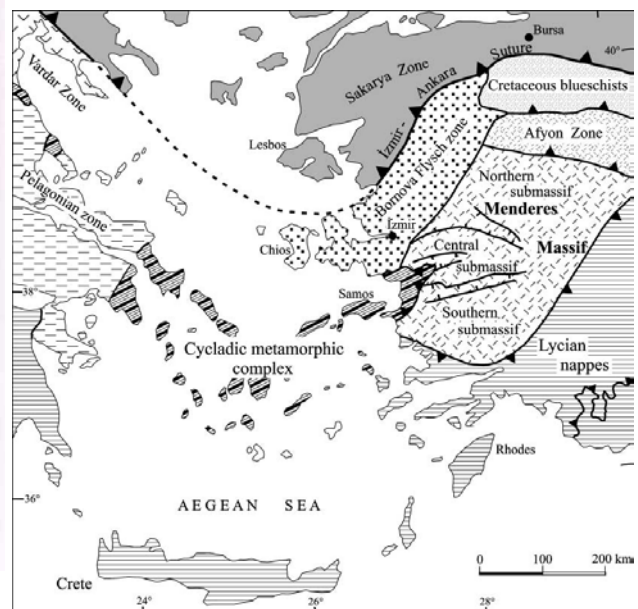 Bursa
40°
Suture
Ankara
İzmir -
Sakarya Zone
Vardar Zone
Cretaceous blueschists
Afyon Zone
Lesbos
Bornova Flysch zone
Northern
submassif
Menderes
Massif
Pelagonian zone
İzmir
Chios
Central
submassif
38°
Samos
Southern
submassif
Cycladic metamorphic
complex
Lycian
nappes
Rhodes
36°
AEGEAN SEA
0 100 200 km
Crete
24°
26°
28°